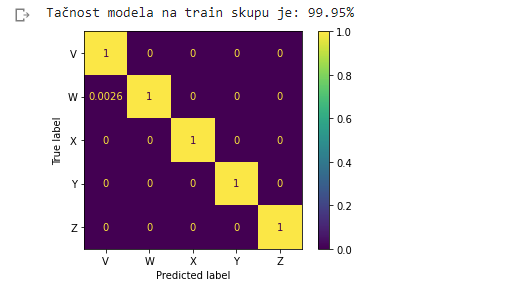 Tačnost modela na train skupu je: 99.95%
V 1 0 0 0 0
W 0.0026 1 0 0 0
X 0 0 1 0 0
Y 0 0 0 1 0
Z 0 0 0 0 1
V W X Y Z
Predicted label
True label
1.0
0.8
0.6
0.4
0.2
0.0